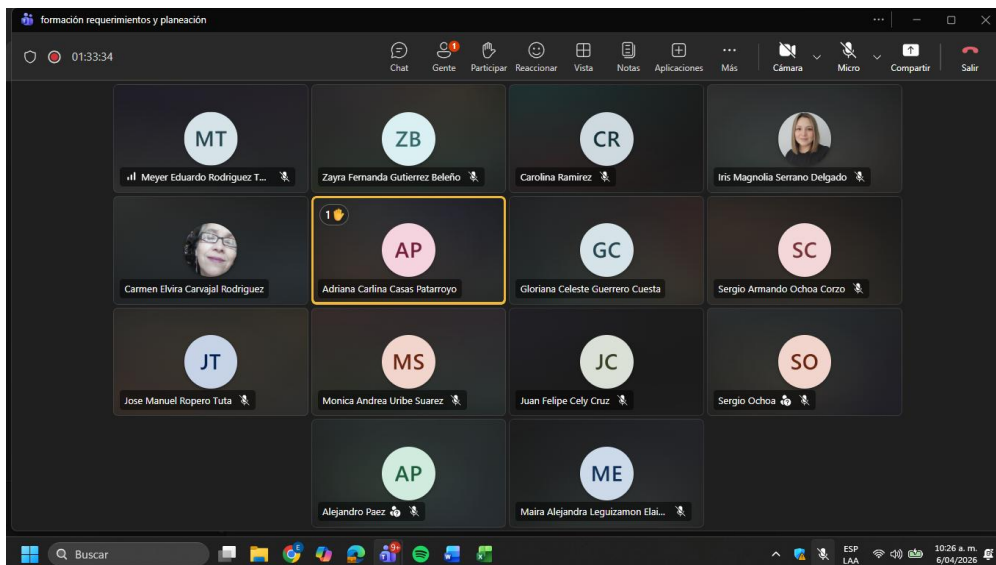 formación requerimientos y planeación
01:33:34
Chat
Gente
1
Participar
Reaccionar
Vista
Notas
Aplicaciones
Más
Cámara
Micro
Compartir
Salir
MT
Meyer Eduardo Rodriguez T...
ZB
Zayra Fernanda Gutierrez Beleño
CR
Carolina Ramirez
Iris Magnolia Serrano Delgado
Carmen Elvira Carvajal Rodriguez
1
AP
Adriana Carlina Casas Patarroyo
GC
Gloriana Celeste Guerrero Cuesta
SC
Sergio Armando Ochoa Corzo
JT
Jose Manuel Ropero Tuta
MS
Monica Andrea Uribe Suarez
JC
Juan Felipe Cely Cruz
SO
Sergio Ochoa
AP
Alejandro Paez
ME
Maira Alejandra Leguizamon Elai...
Buscar
9+
ESP
LAA
10:26 a. m.
6/04/2026